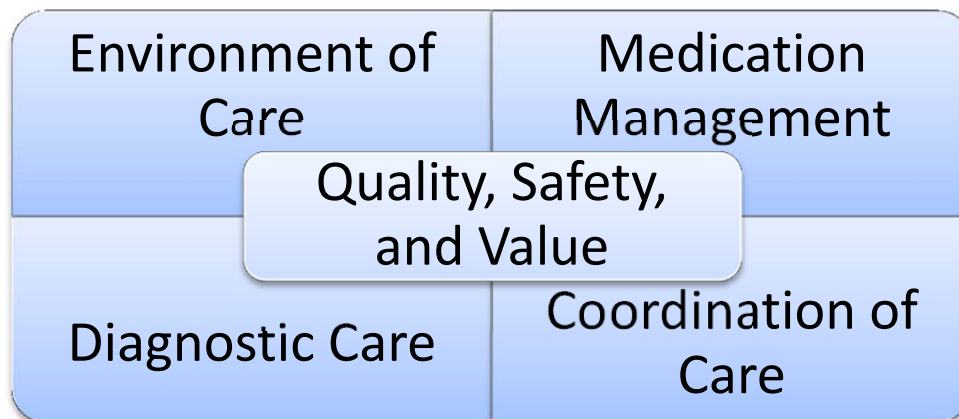 Environment of
Care
Medication
Management
Quality, Safety,
and Value
Diagnostic Care
Coordination of
Care